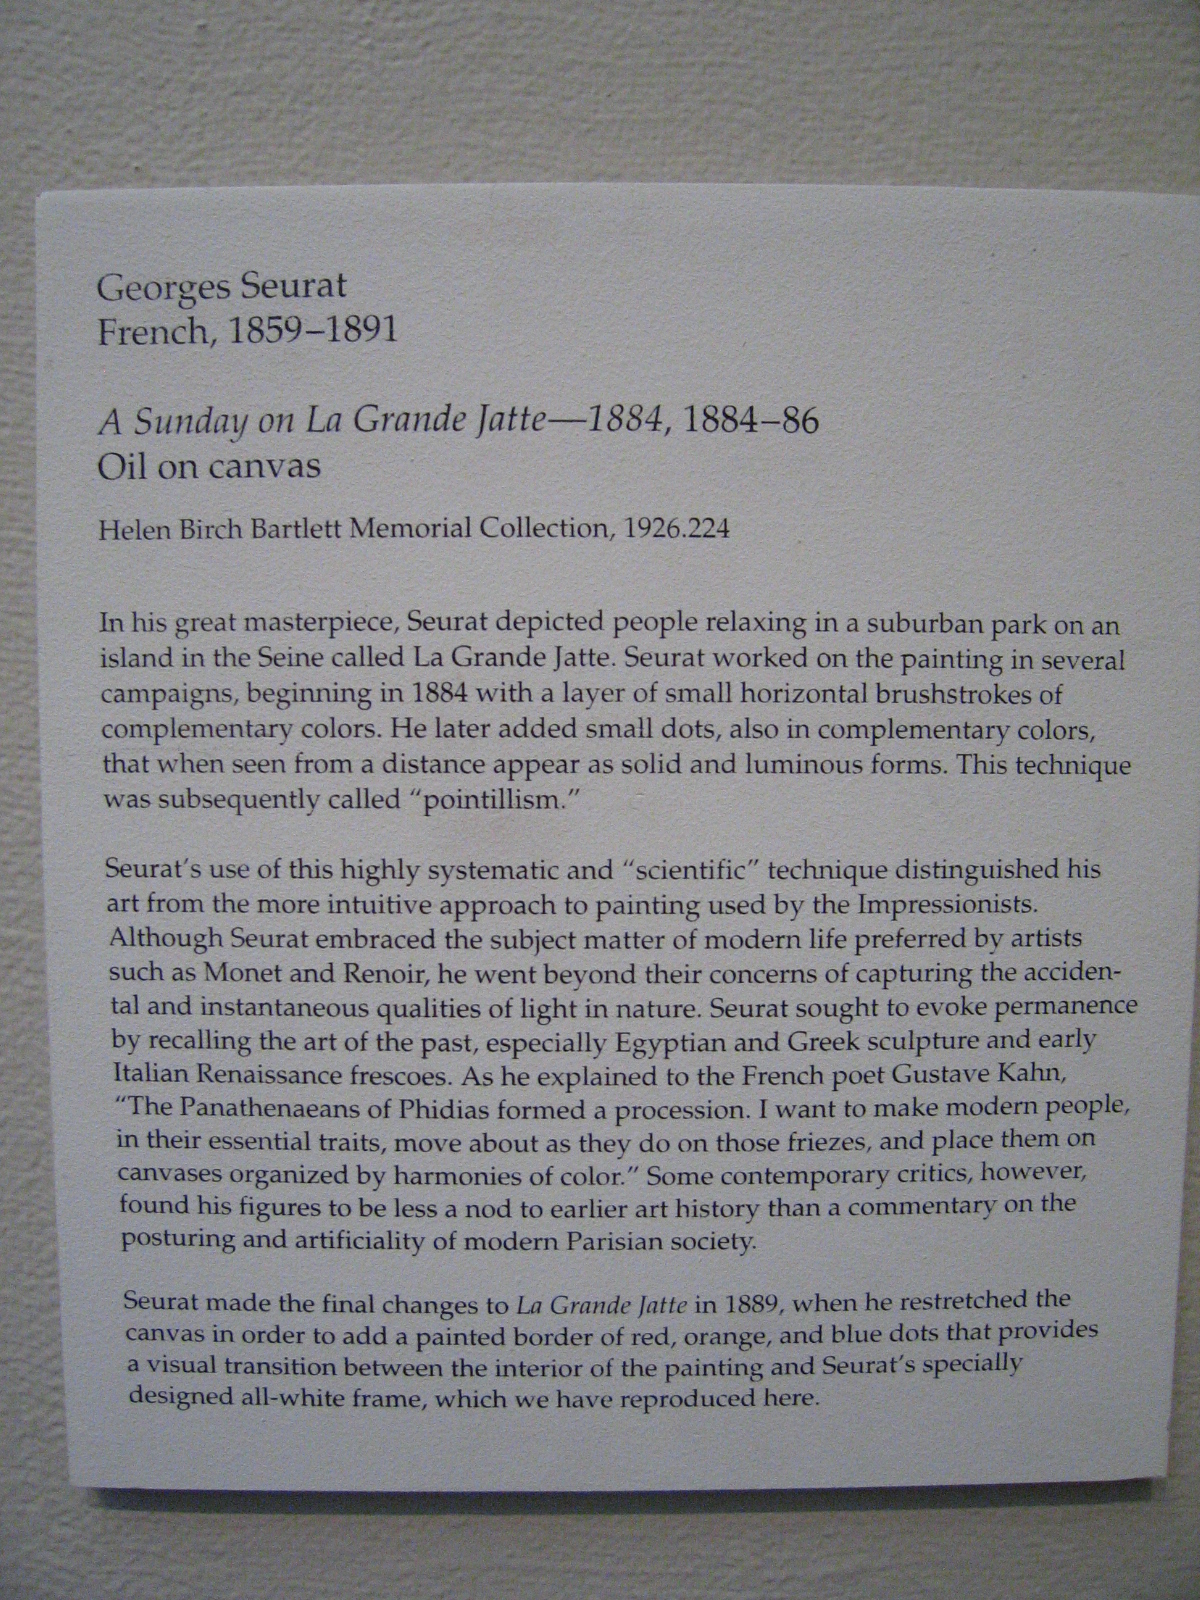 Georges Seurat
French, 1859–1891
A Sunday on La Grande Jatte—1884, 1884–86
Oil on canvas
Helen Birch Bartlett Memorial Collection, 1926.224
In his great masterpiece, Seurat depicted people relaxing in a suburban park on an
island in the Seine called La Grande Jatte. Seurat worked on the painting in several
campaigns, beginning in 1884 with a layer of small horizontal brushstrokes of
complementary colors. He later added small dots, also in complementary colors,
that when seen from a distance appear as solid and luminous forms. This technique
was subsequently called “pointillism.”
Seurat’s use of this highly systematic and “scientific” technique distinguished his
art from the more intuitive approach to painting used by the Impressionists.
Although Seurat embraced the subject matter of modern life preferred by artists
such as Monet and Renoir, he went beyond their concerns of capturing the acciden-
tal and instantaneous qualities of light in nature. Seurat sought to evoke permanence
by recalling the art of the past, especially Egyptian and Greek sculpture and early
Italian Renaissance frescoes. As he explained to the French poet Gustave Kahn,
“The Panathenaeans of Phidias formed a procession. I want to make modern people,
in their essential traits, move about as they do on those friezes, and place them on
canvases organized by harmonies of color.” Some contemporary critics, however,
found his figures to be less a nod to earlier art history than a commentary on the
posturing and artificiality of modern Parisian society.
Seurat made the final changes to La Grande Jatte in 1889, when he restretched the
canvas in order to add a painted border of red, orange, and blue dots that provides
a visual transition between the interior of the painting and Seurat’s specially
designed all-white frame, which we have reproduced here.